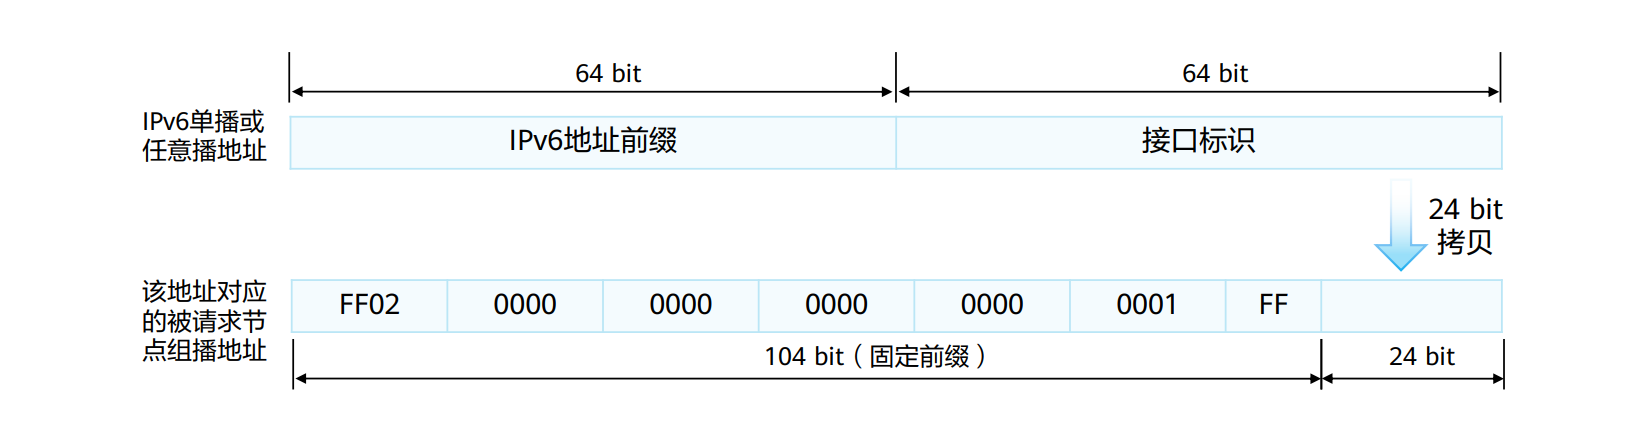 64 bit
64 bit
IPv6单播或
任意播地址
IPv6地址前缀
接口标识
24 bit
拷贝
该地址对应
的被请求节
点组播地址
FF02
0000
0000
0000
0000
0001
FF
104 bit（固定前缀）
24 bit